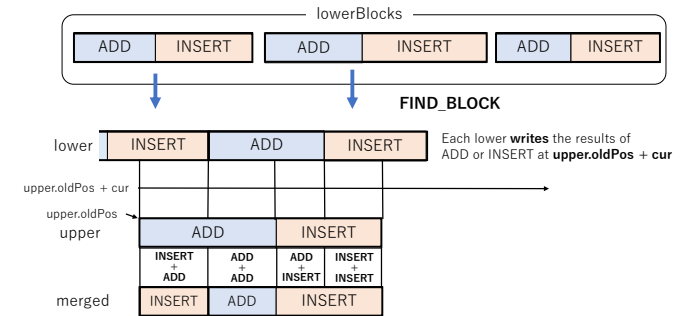 lowerBlocks
ADD INSERT ADD INSERT ADD INSERT
FIND_BLOCK
lower INSERT ADD INSERT
Each lower writes the results of
ADD or INSERT at upper.oldPos + cur
upper.oldPos + cur
upper.oldPos
upper ADD INSERT
INSERT ADD ADD INSERT
+ + + +
ADD ADD INSERT INSERT
merged INSERT ADD INSERT